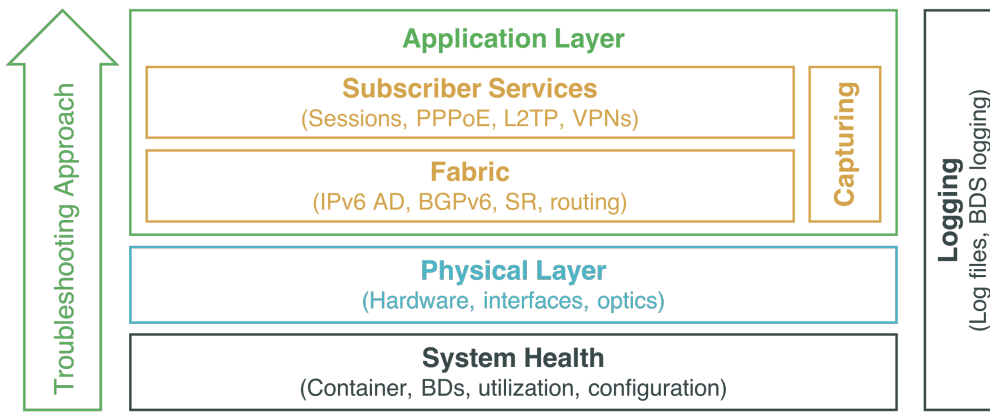 Troubleshooting Approach
Application Layer
Subscriber Services
(Sessions, PPPoE, L2TP, VPNs)
Fabric
(IPv6 AD, BGPv6, SR, routing)
Capturing
Physical Layer
(Hardware, interfaces, optics)
System Health
(Container, BDs, utilization, configuration)
Logging
(Log files, BDS logging)